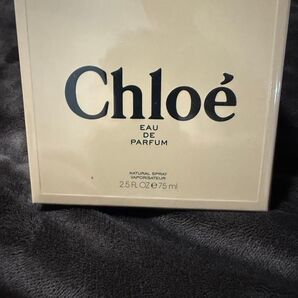 Chloé
EAU
DE
PARFUM
NATURAL SPRAY
VAPORISATEUR
2.5 FL OZ ℮ 75 ml